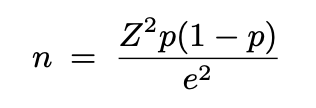 n = Z²p(1 − p) / e²